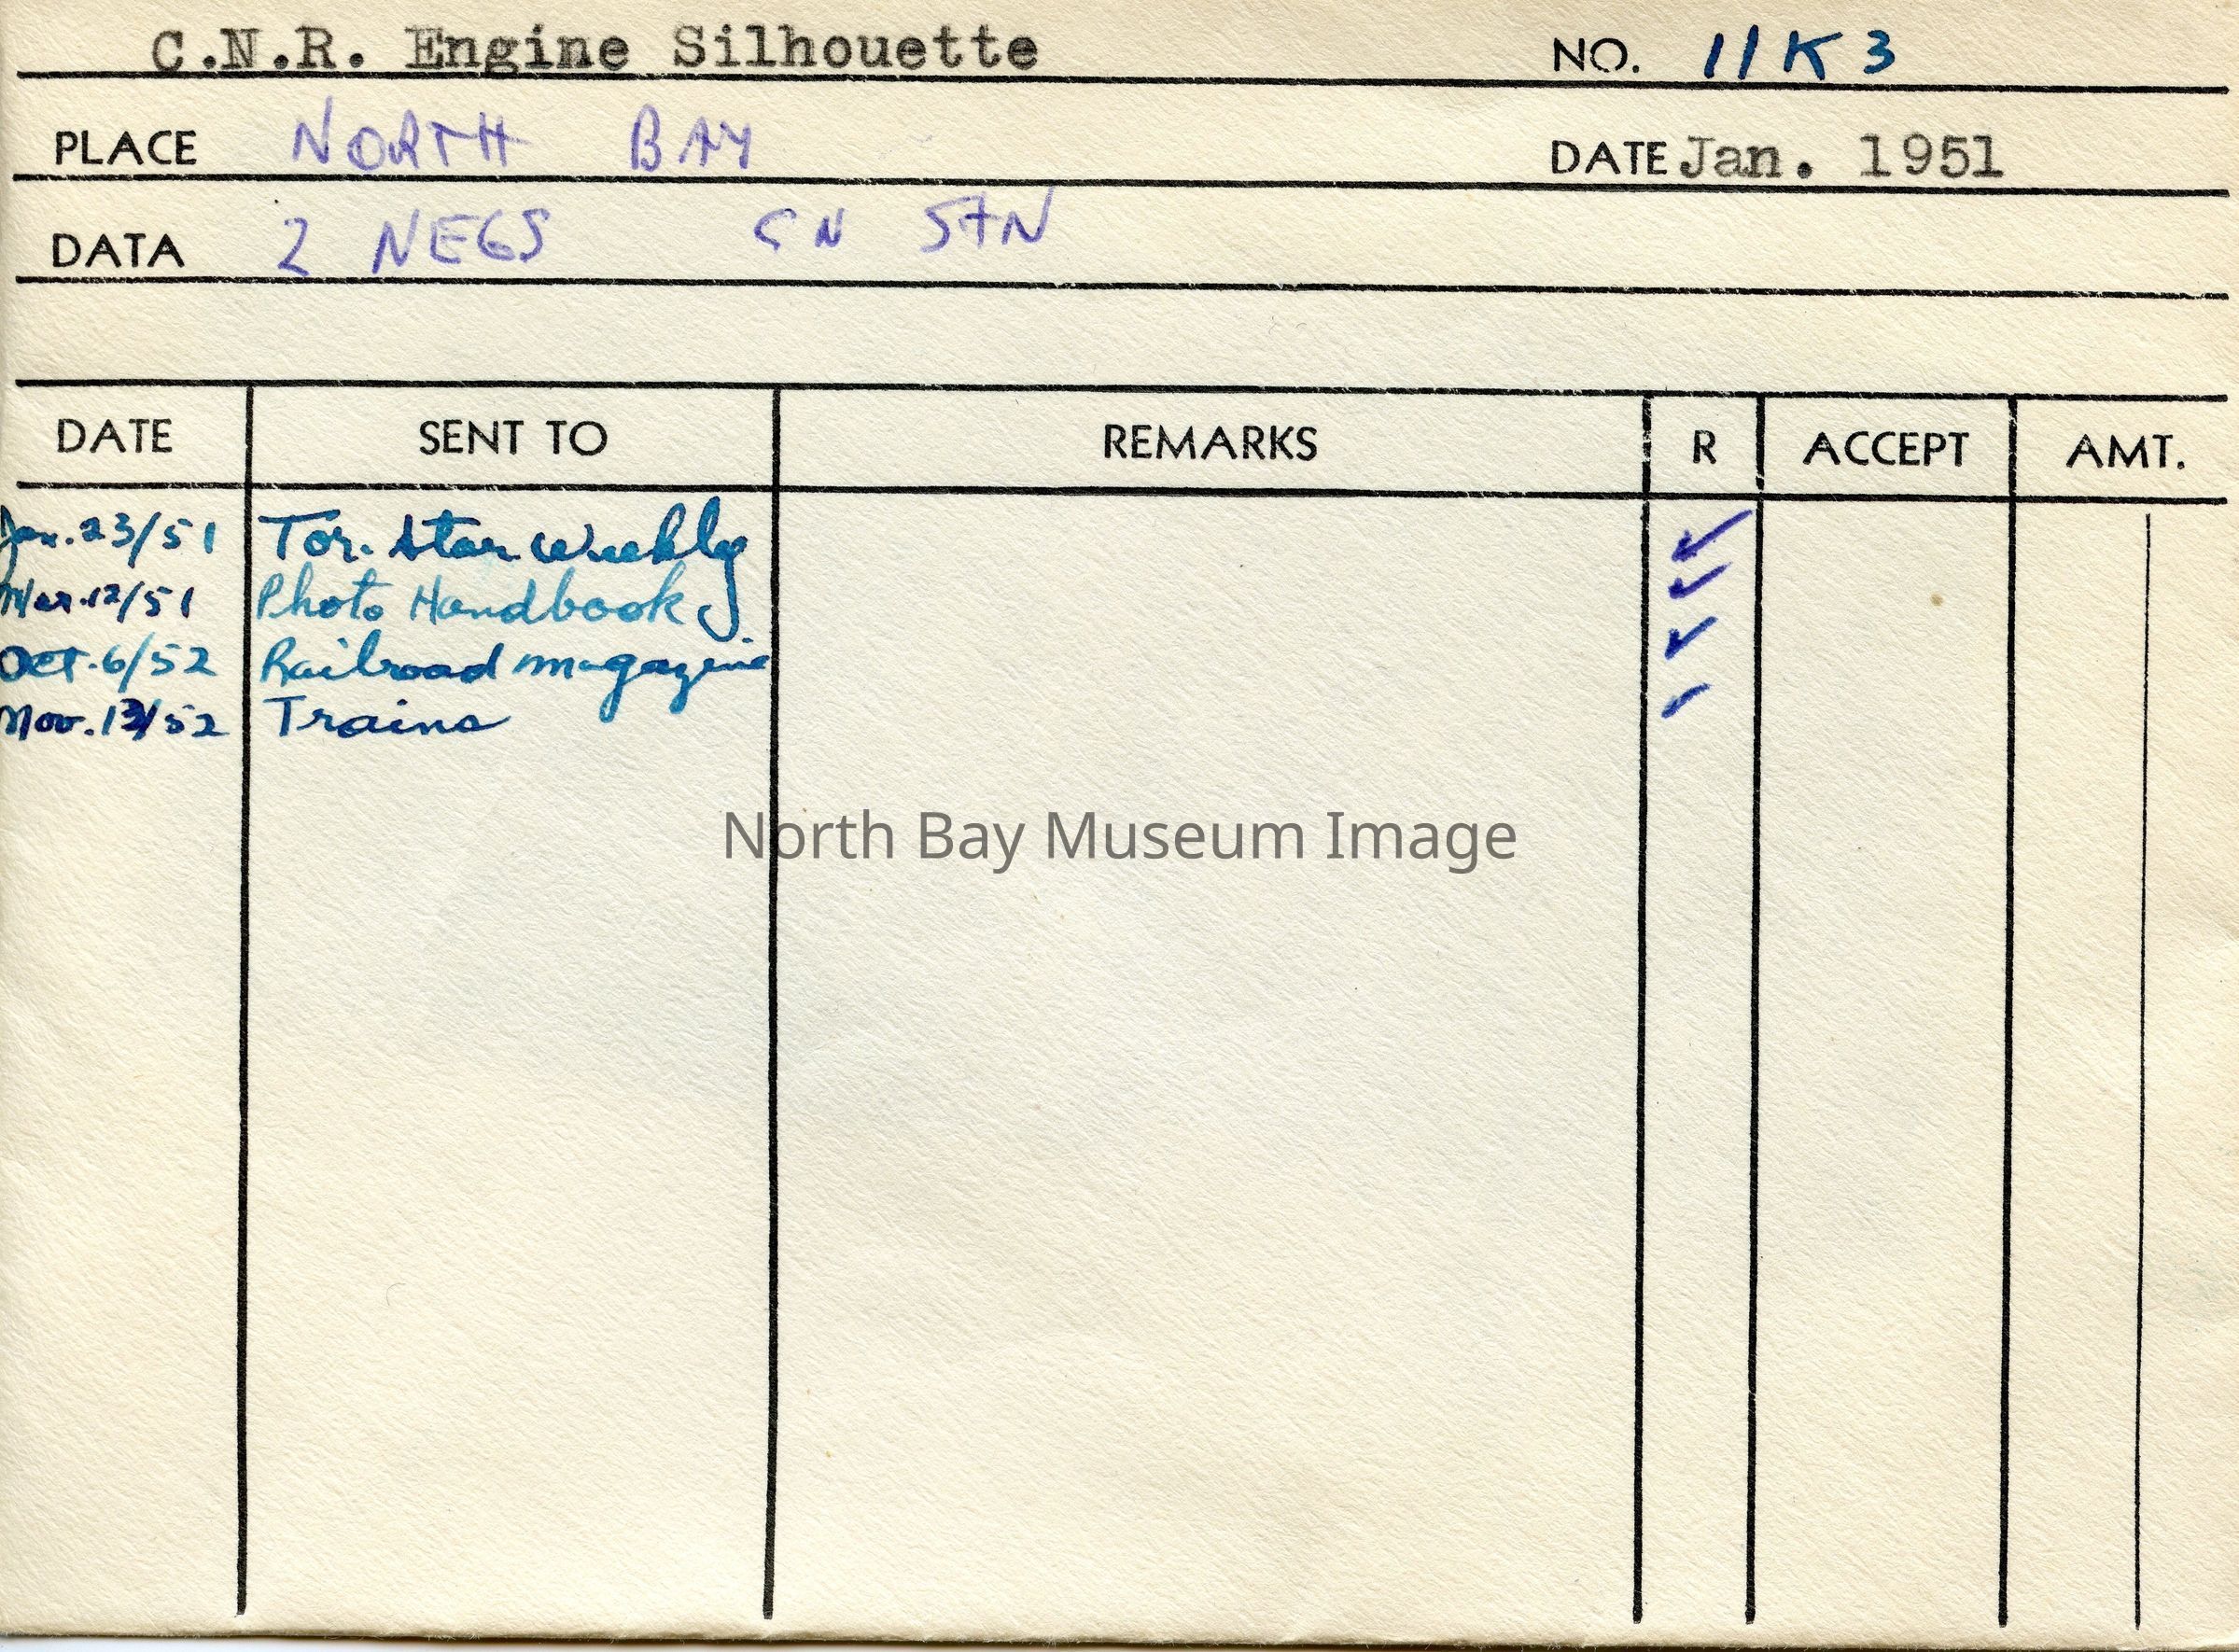 C.N.R. Engine Silhouette NO. 11K3
PLACE NORTH BAY DATE Jan. 1951
DATA 2 NEGS CN STN
DATE SENT TO REMARKS R ACCEPT AMT.
Jan. 23/51 Tor. Star Weekly ✓
Mar. 12/51 Photo Handbook ✓
Oct. 6/52 Railroad magazine ✓
Nov. 13/52 Trains ✓
North Bay Museum Image